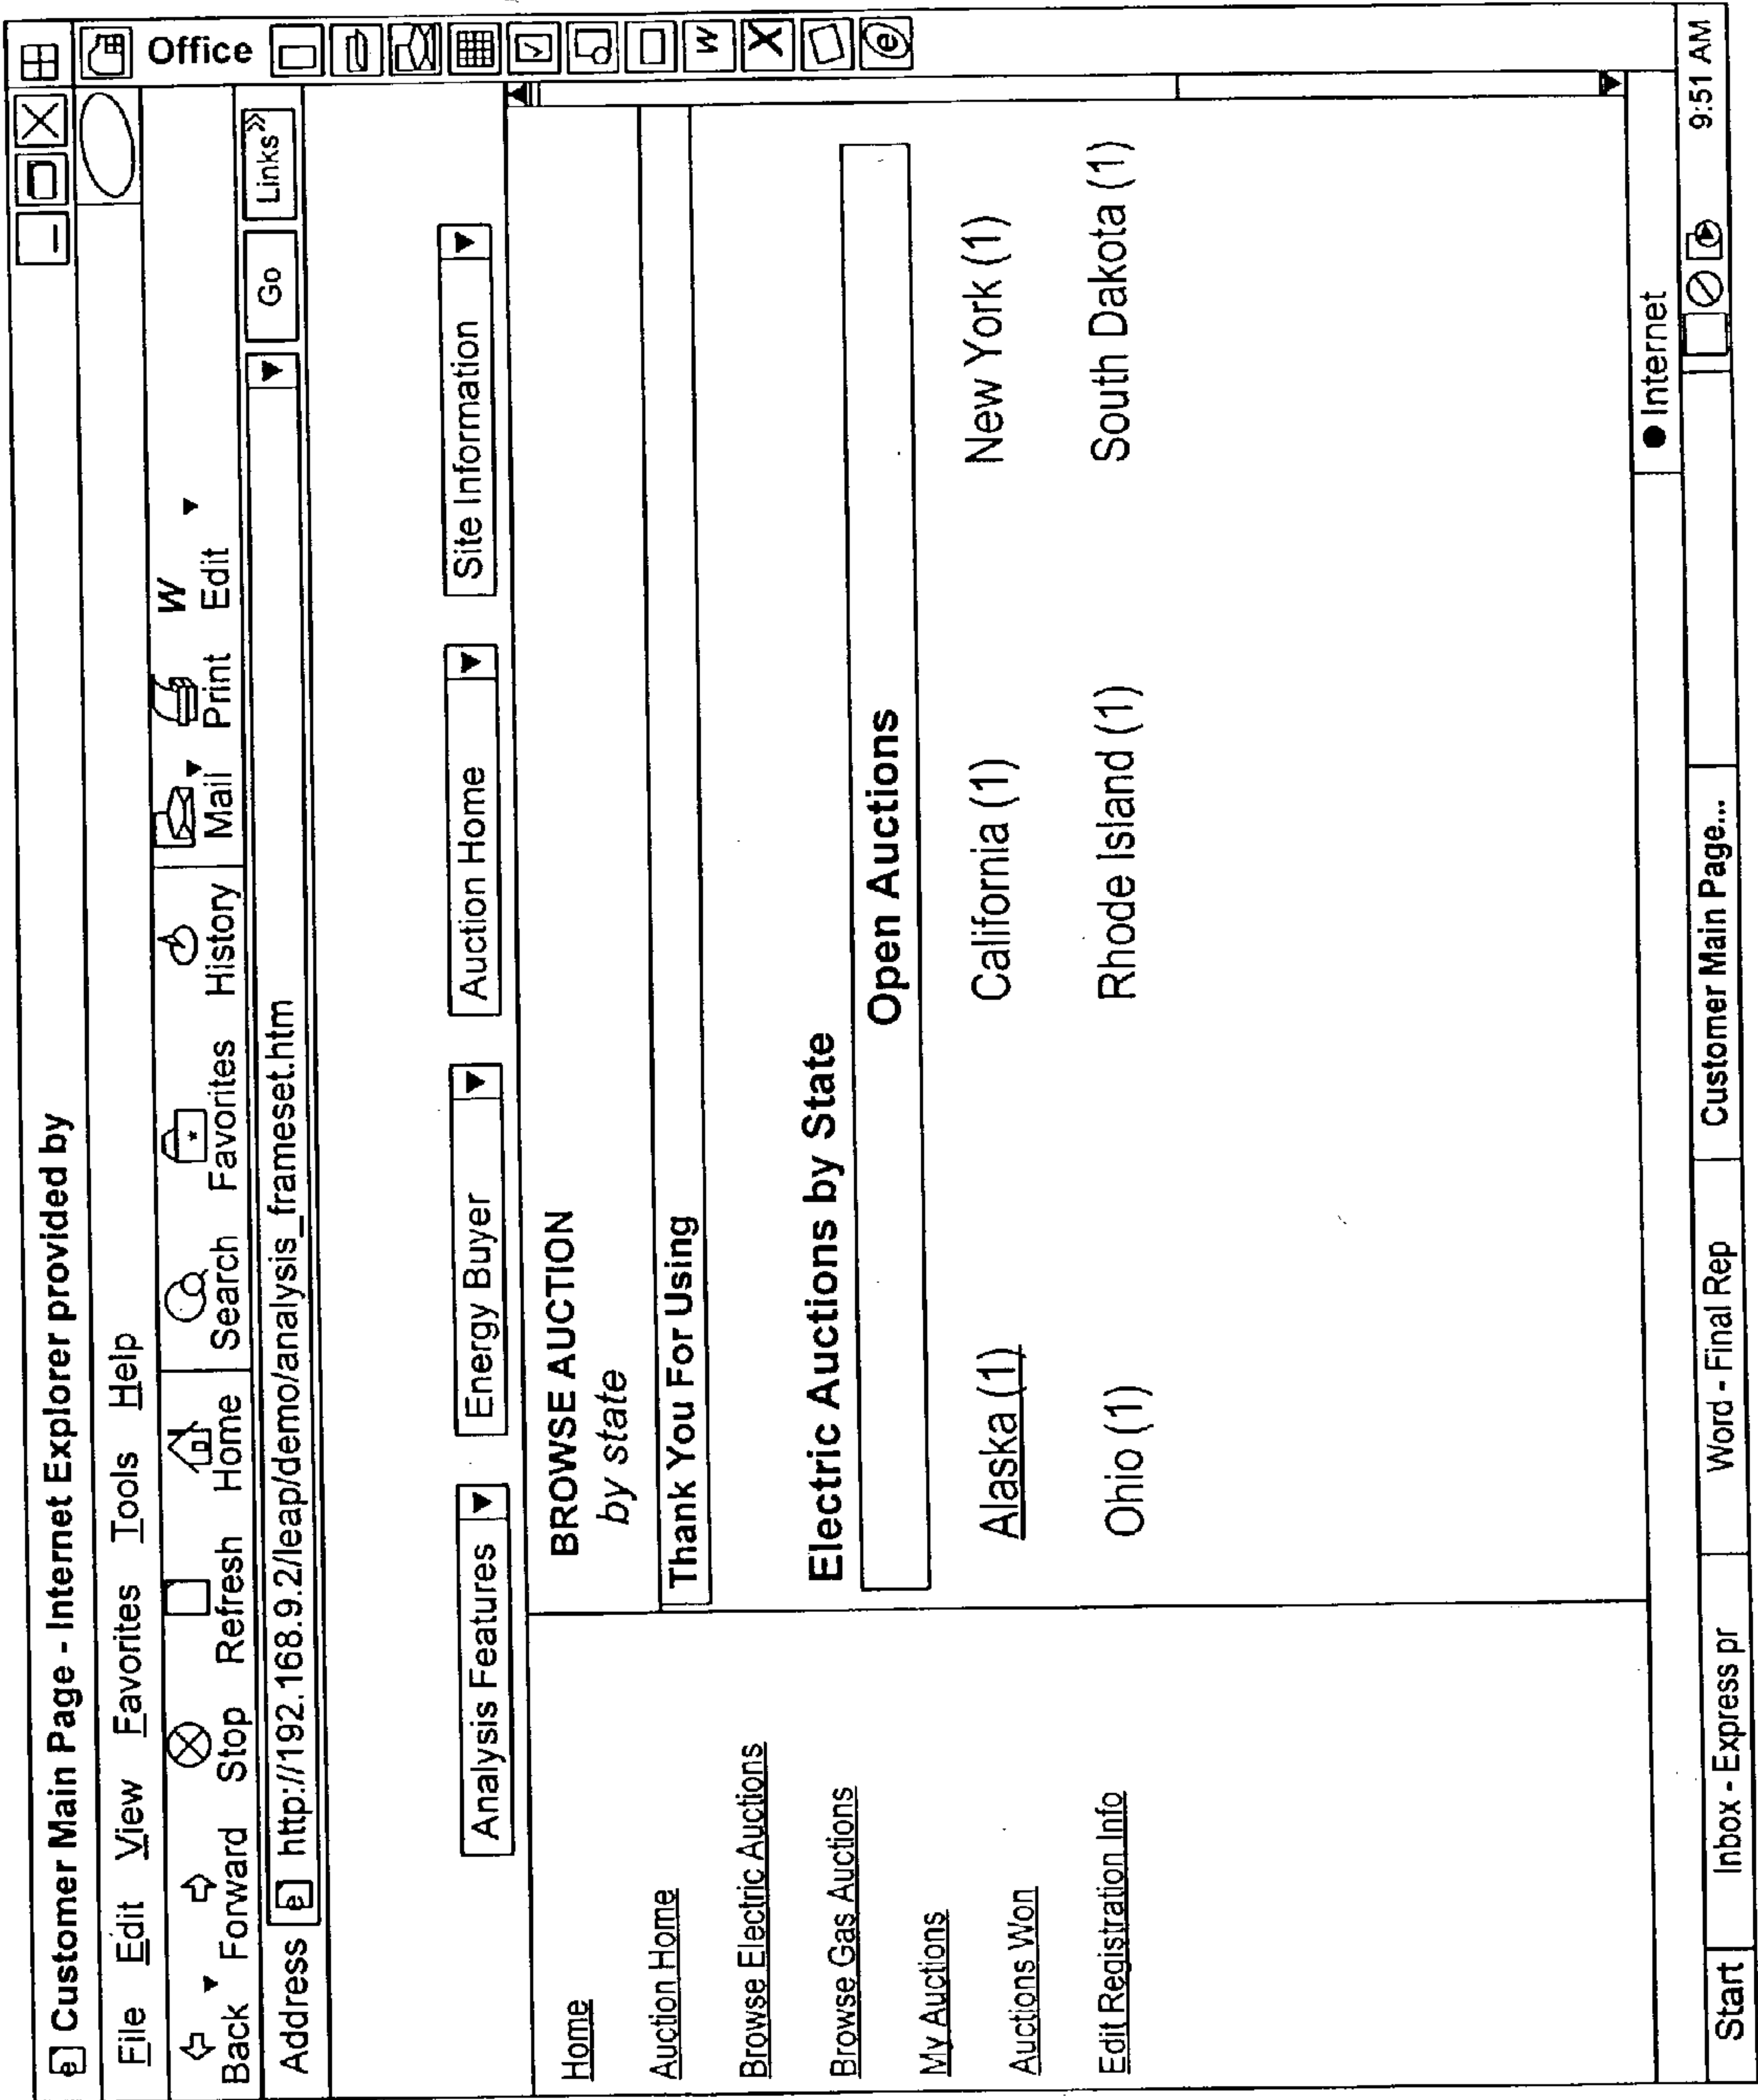 Customer Main Page - Internet Explorer provided by
Office
File Edit View Favorites Tools Help
Back Forward Stop Refresh Home Search Favorites History Mail Print Edit
W
Address http://192.168.9.2/leap/demo/analysis_frameset.htm Go Links»
Analysis Features Energy Buyer Auction Home Site Information
Home
Auction Home
Browse Electric Auctions
Browse Gas Auctions
My Auctions
Auctions Won
Edit Registration Info
BROWSE AUCTION
by state
Thank You For Using
Electric Auctions by State
Open Auctions
Alaska (1) California (1) New York (1)
Ohio (1) Rhode Island (1) South Dakota (1)
W
X
e
Internet
Start Inbox - Express pr Word - Final Rep Customer Main Page... 9:51 AM